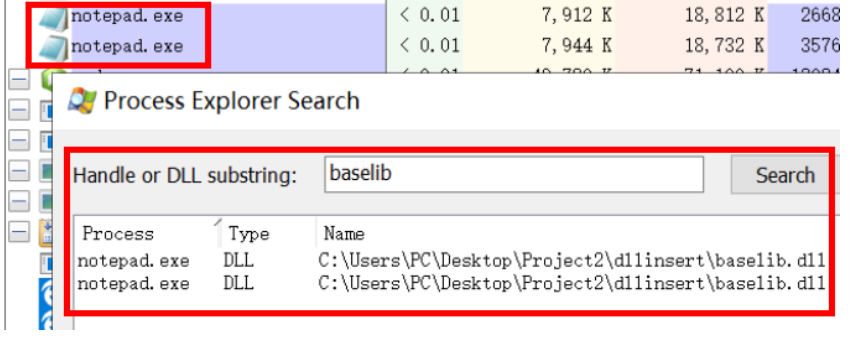 notepad.exe < 0.01 7,912 K 18,812 K 2668
notepad.exe < 0.01 7,944 K 18,732 K 3576
Process Explorer Search
Handle or DLL substring: baselib Search
Process Type Name
notepad.exe DLL C:\Users\PC\Desktop\Project2\dllinsert\baselib.dll
notepad.exe DLL C:\Users\PC\Desktop\Project2\dllinsert\baselib.dll